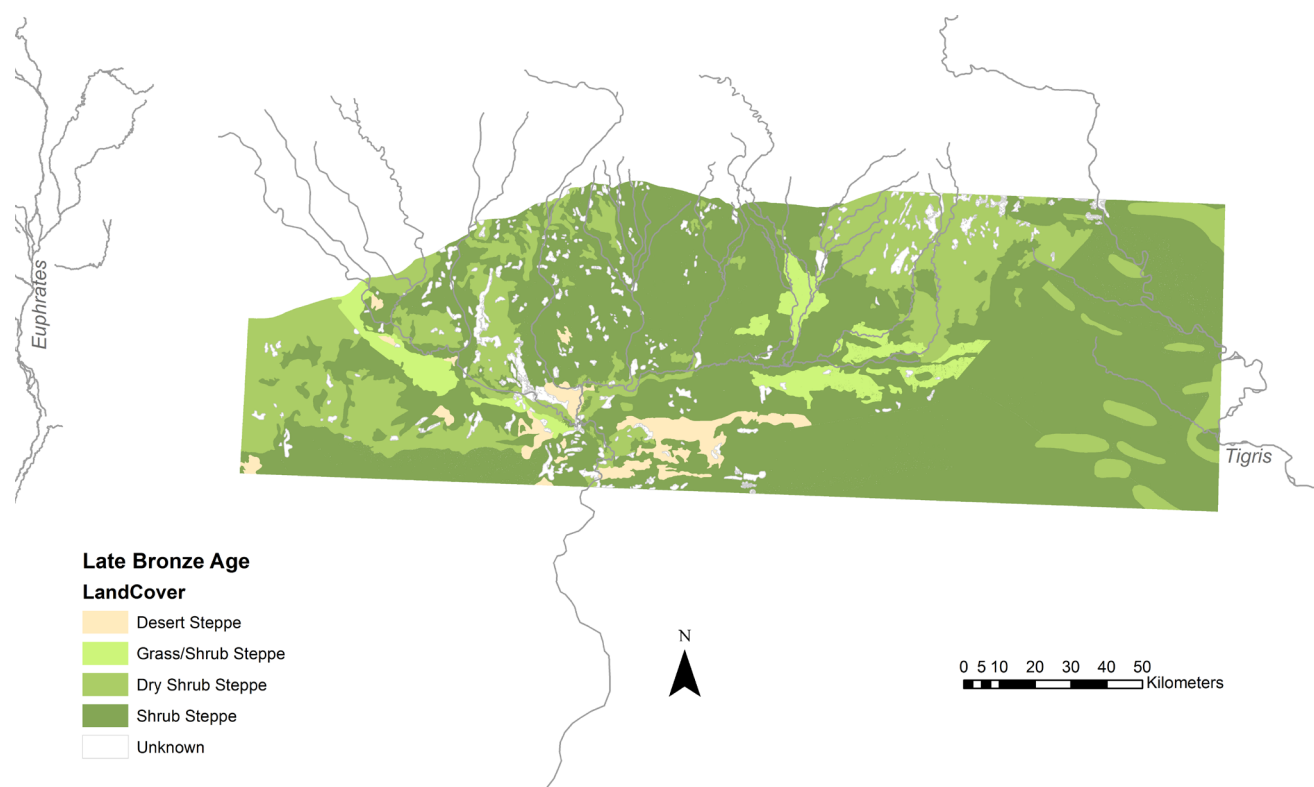 Euphrates
Tigris
Late Bronze Age
LandCover
Desert Steppe
Grass/Shrub Steppe
Dry Shrub Steppe
Shrub Steppe
Unknown
N
0 5 10 20 30 40 50
Kilometers